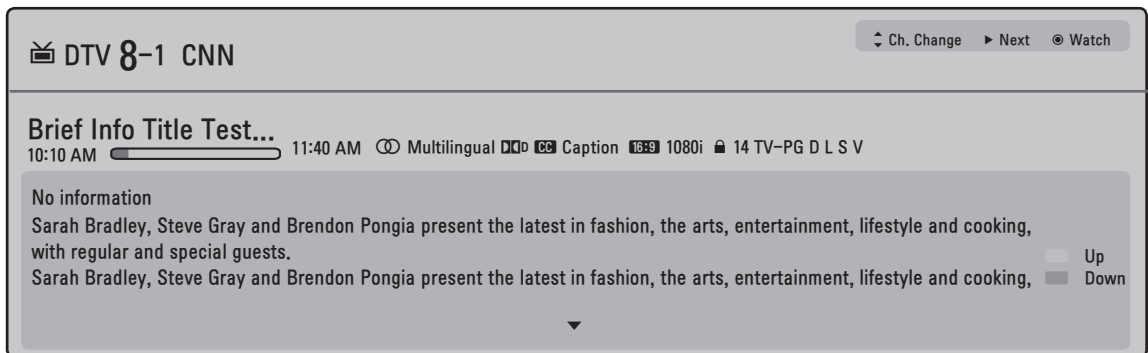 DTV 8-1 CNN
Ch. Change Next Watch
Brief Info Title Test...
10:10 AM 11:40 AM Multilingual DD CC Caption 16:9 1080i 14 TV-PG D L S V
No information
Sarah Bradley, Steve Gray and Brendon Pongia present the latest in fashion, the arts, entertainment, lifestyle and cooking,
with regular and special guests.
Up
Sarah Bradley, Steve Gray and Brendon Pongia present the latest in fashion, the arts, entertainment, lifestyle and cooking,
Down